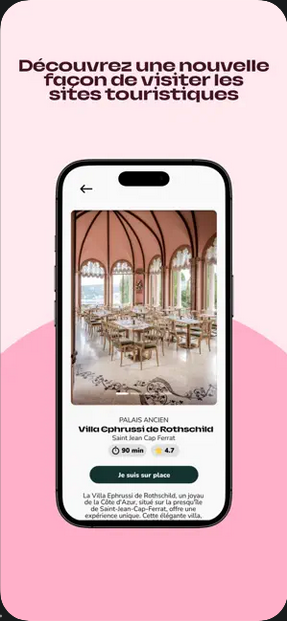 Découvrez une nouvelle
façon de visiter les
sites touristiques
PALAIS ANCIEN
Villa Ephrussi de Rothschild
Saint Jean Cap Ferrat
90 min
4.7
Je suis sur place
La Villa Ephrussi de Rothschild, un joyau
de la Côte d'Azur, situé sur la presqu'île
de Saint-Jean-Cap-Ferrat, offre une
expérience unique. Cette élégante villa,